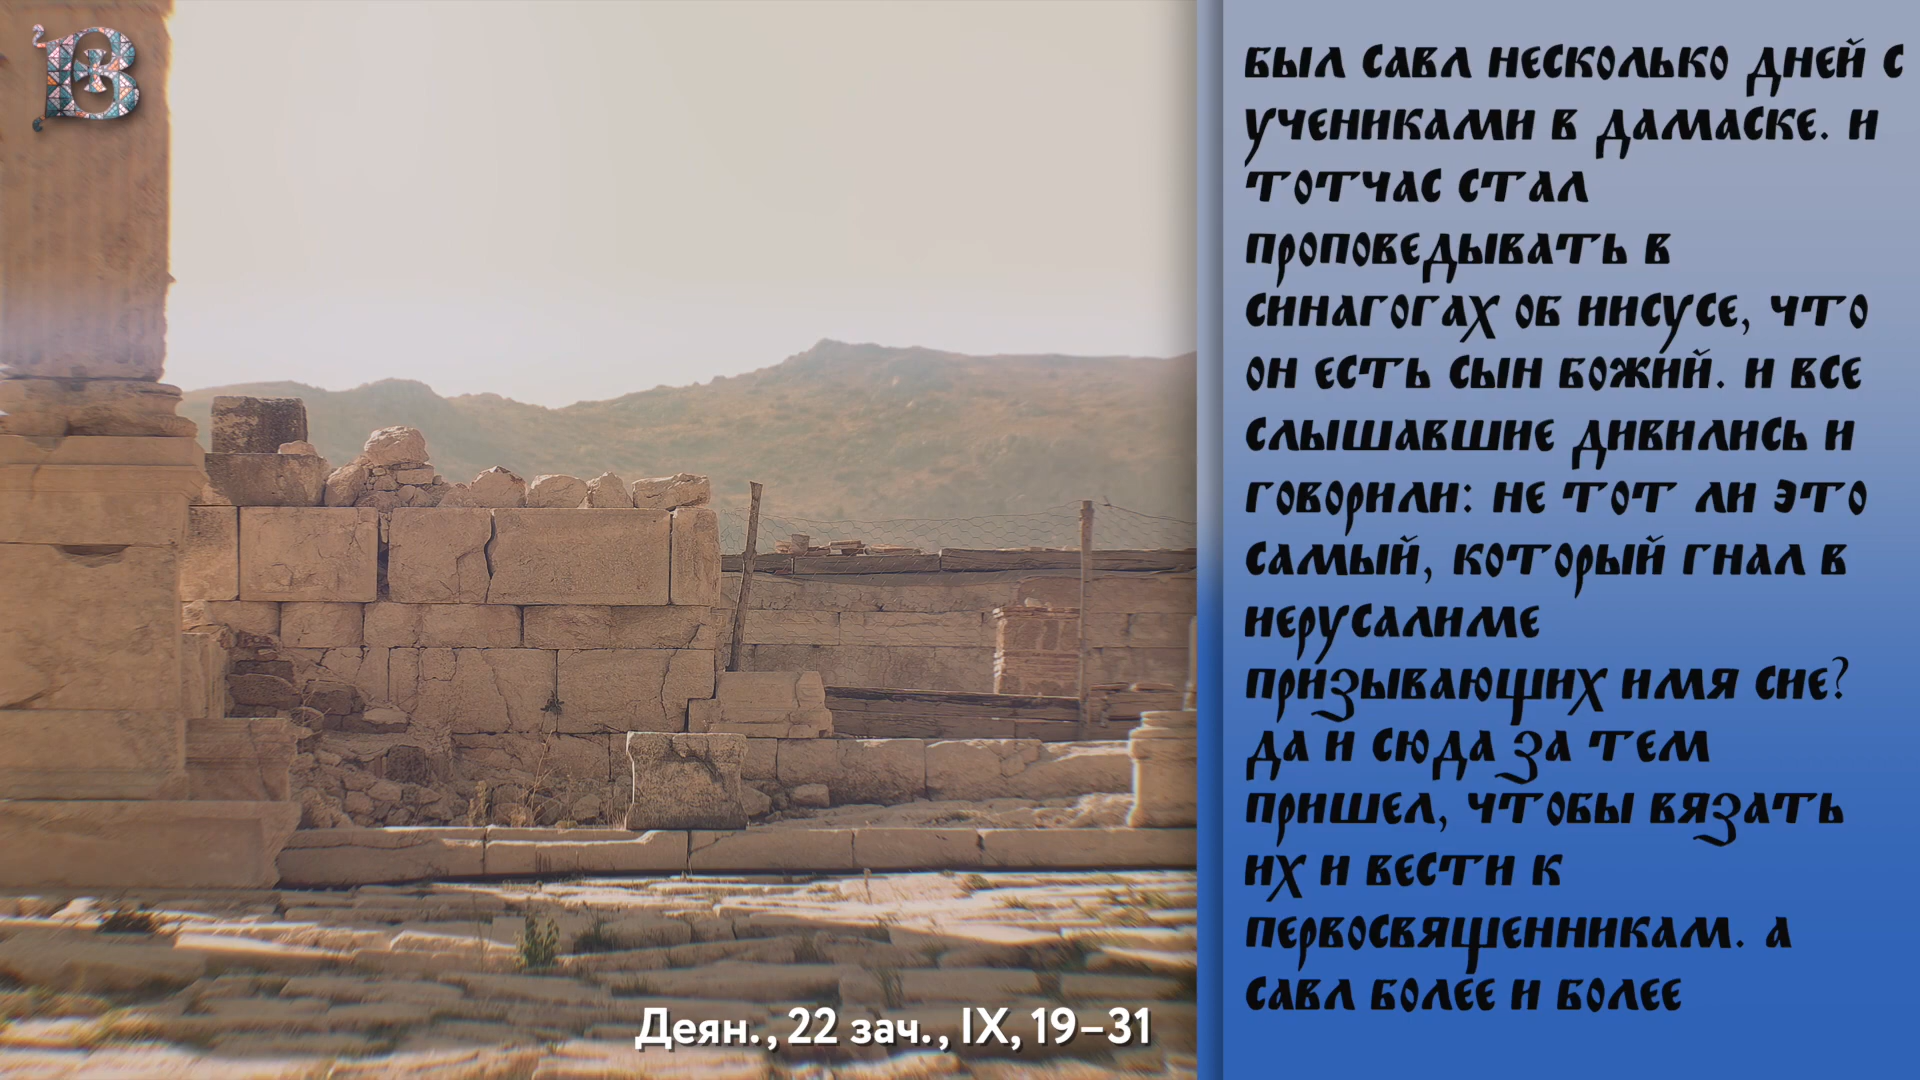 был савл несколько дней с
учениками в дамаске. и
тотчас стал
проповедывать в
синагогах об иисусе, что
он есть сын божий. и все
слышавшие дивились и
говорили: не тот ли это
самый, который гнал в
иерусалиме
призывающих имя сие?
да и сюда за тем
пришел, чтобы вязать
их и вести к
первосвященникам. а
савл более и более
Деян., 22 зач., IX, 19–31